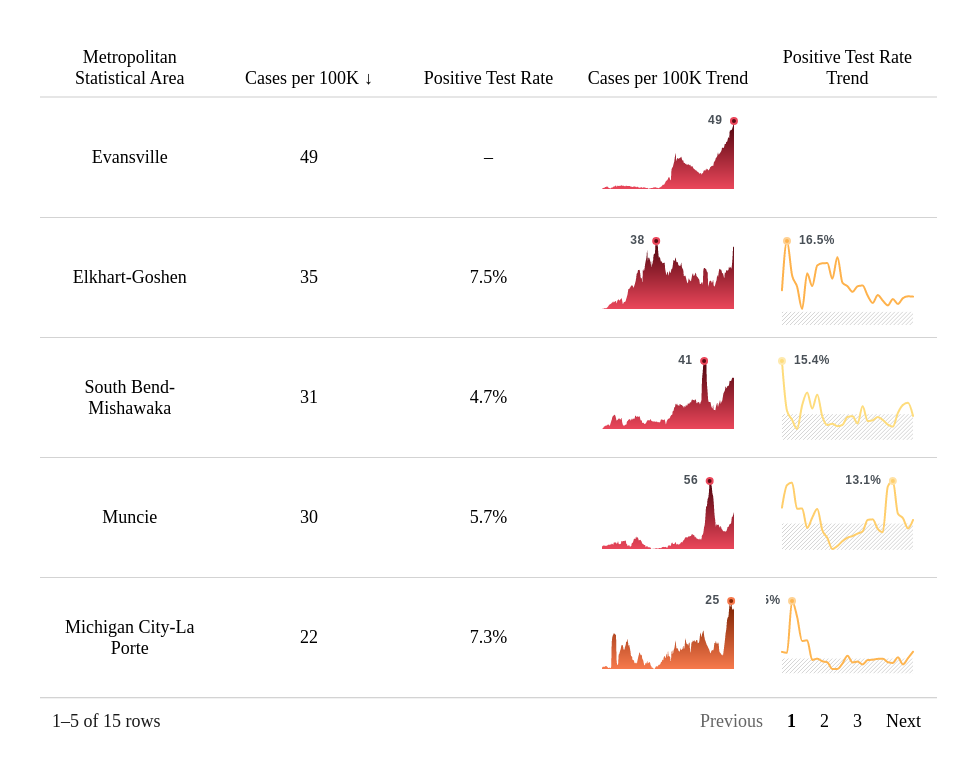 Metropolitan
Statistical Area
Cases per 100K ↓
Positive Test Rate
Cases per 100K Trend
Positive Test Rate
Trend
Evansville
49
–
49
Elkhart-Goshen
35
7.5%
38
16.5%
South Bend-
Mishawaka
31
4.7%
41
15.4%
Muncie
30
5.7%
56
13.1%
Michigan City-La
Porte
22
7.3%
25
1–5 of 15 rows
Previous 1 2 3 Next